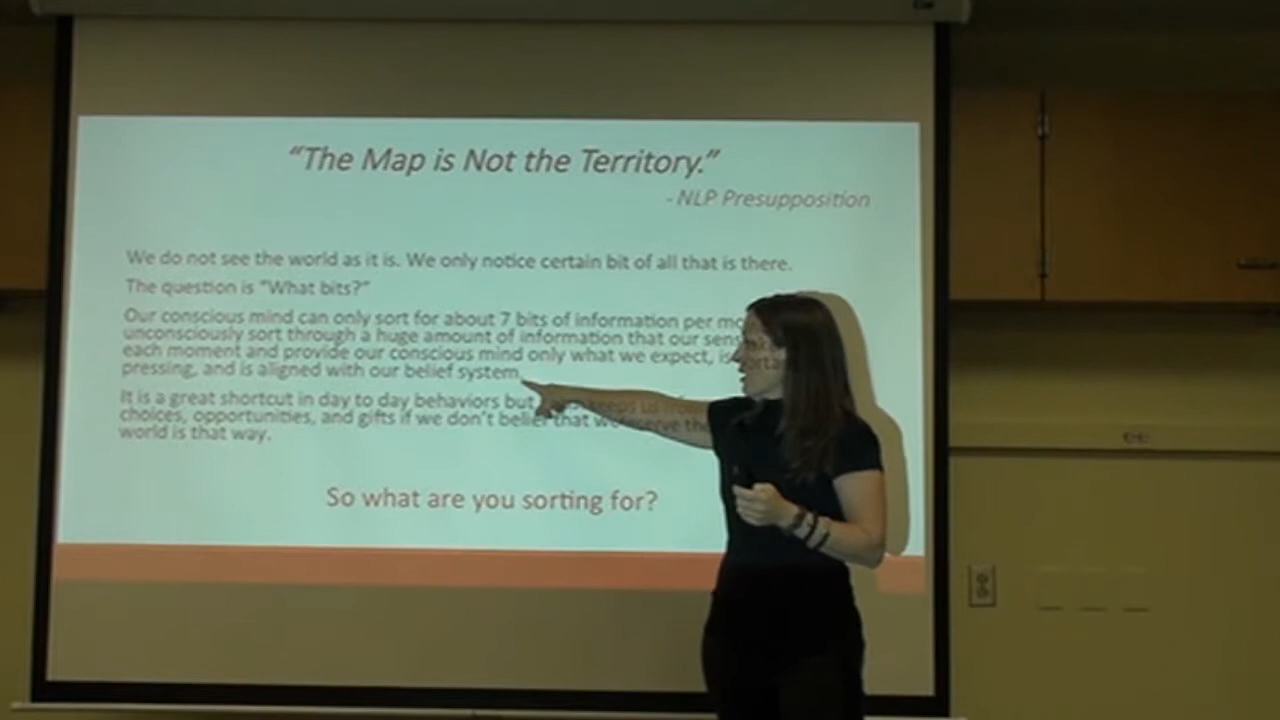 “The Map is Not the Territory.”
- NLP Presupposition
We do not see the world as it is. We only notice certain bit of all that is there.
The question is "What bits?"
Our conscious mind can only sort for about 7 bits of information per
unconsciously sort through a huge amount of information that our
each moment and provide our conscious mind only what we expect,
pressing, and is aligned with our belief system.
It is a great shortcut in day to day behaviors but keeps us from
choices, opportunities, and gifts if we don't belief that
world is that way.
So what are you sorting for?